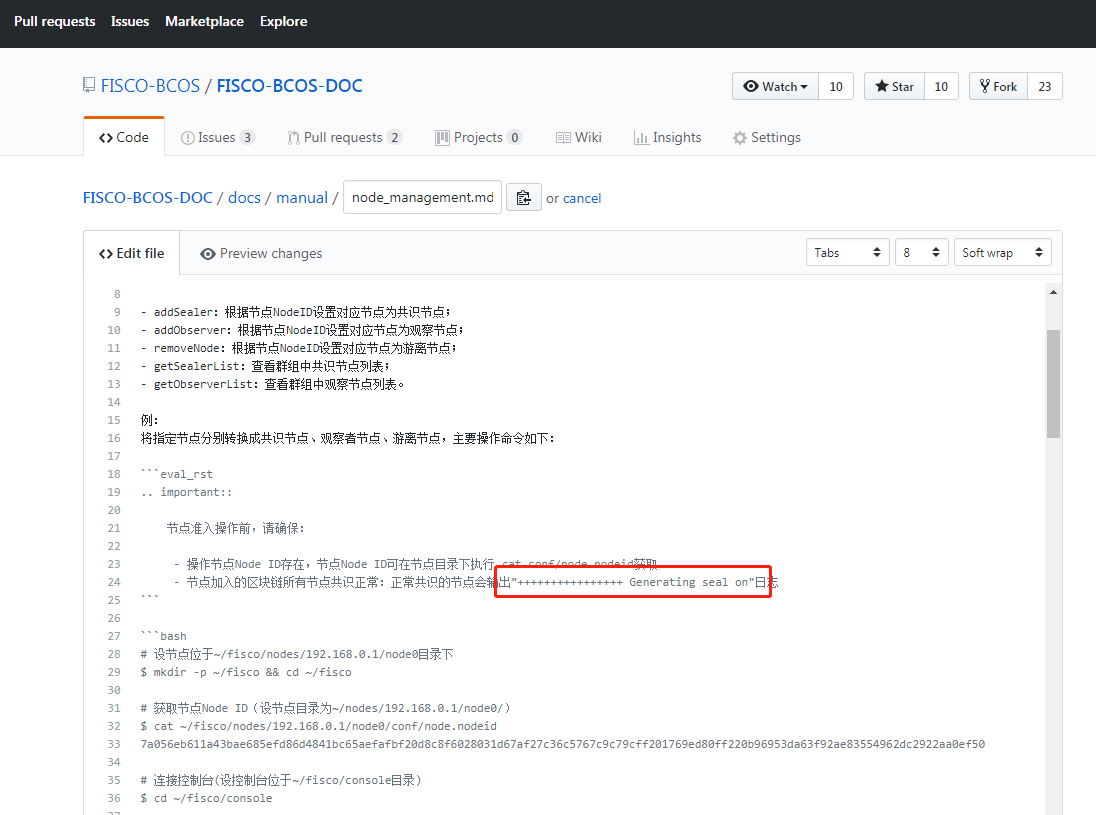 Pull requests Issues Marketplace Explore
FISCO-BCOS / FISCO-BCOS-DOC
Watch 10 Star 10 Fork 23
Code Issues 3 Pull requests 2 Projects 0 Wiki Insights Settings
FISCO-BCOS-DOC / docs / manual / node_management.md or cancel
Edit file Preview changes Tabs 8 Soft wrap
8
9 - addSealer：根据节点NodeID设置对应节点为共识节点；
10 - addObserver：根据节点NodeID设置对应节点为观察节点；
11 - removeNode：根据节点NodeID设置对应节点为游离节点；
12 - getSealerList：查看群组中共识节点列表；
13 - getObserverList：查看群组中观察节点列表。
14
15 例：
16 将指定节点分别转换成共识节点、观察者节点、游离节点，主要操作命令如下：
17
18 ```eval_rst
19 .. important::
20
21 节点准入操作前，请确保：
22
23 - 操作节点Node ID存在，节点Node ID可在节点目录下执行 cat conf/node.nodeid获取
24 - 节点加入的区块链所有节点共识正常：正常共识的节点会输出"++++++++++++++++ Generating seal on"日志
25 ```
26
27 ```bash
28 # 设节点位于~/fisco/nodes/192.168.0.1/node0目录下
29 $ mkdir -p ~/fisco && cd ~/fisco
30
31 # 获取节点Node ID（设节点目录为~/nodes/192.168.0.1/node0/）
32 $ cat ~/fisco/nodes/192.168.0.1/node0/conf/node.nodeid
33 7a056eb611a43bae685efd86d4841bc65aefafbf20d8c8f6028031d67af27c36c5767c9c79cff201769ed80ff220b96953da63f92ae83554962dc2922aa0ef50
34
35 # 连接控制台(设控制台位于~/fisco/console目录)
36 $ cd ~/fisco/console
37